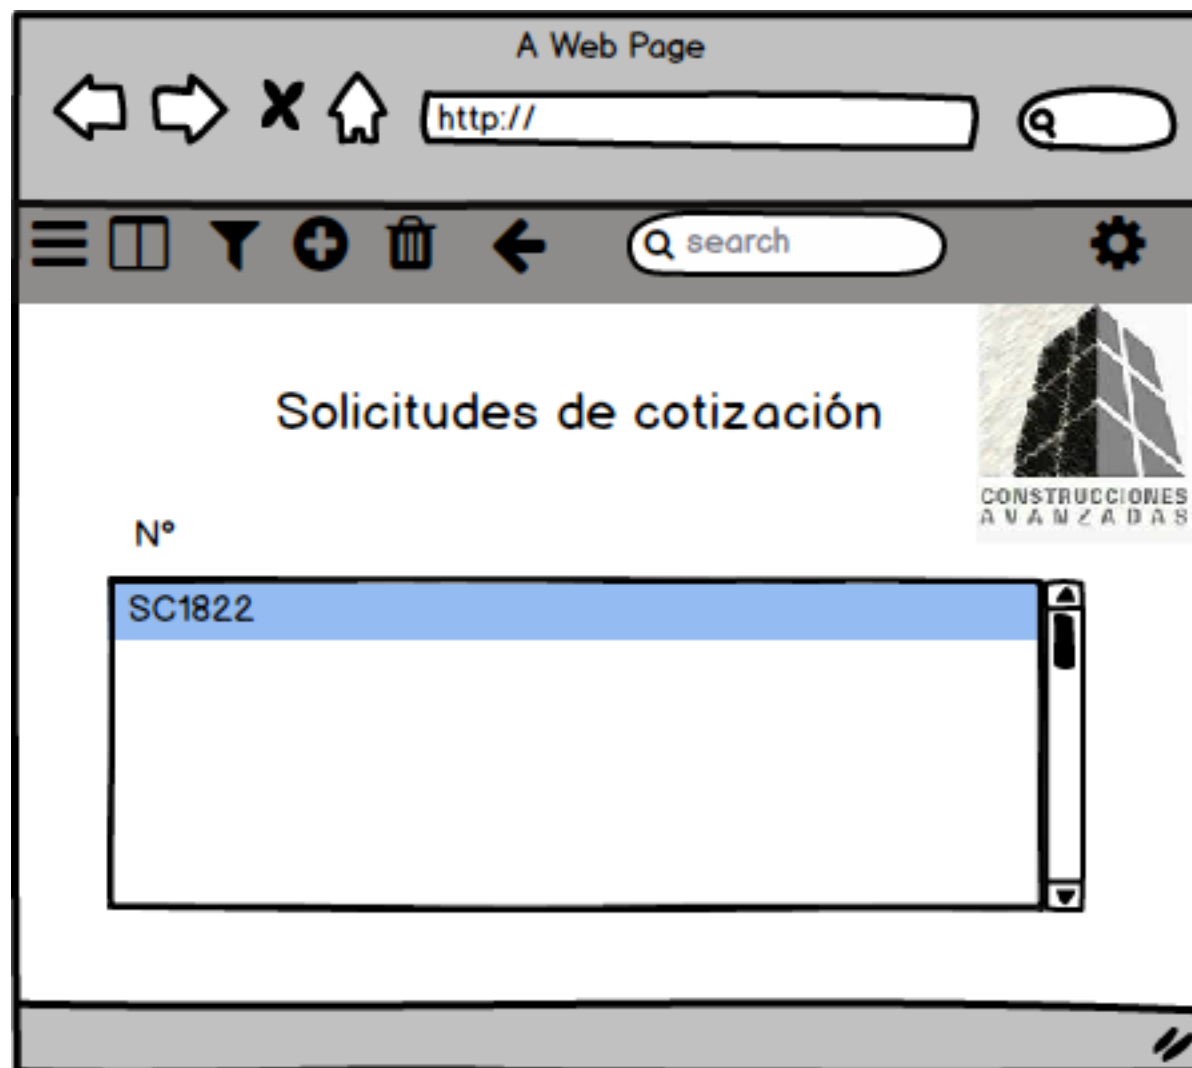 A Web Page
http://
search
Solicitudes de cotización
CONSTRUCCIONES
AVANZADAS
N°
SC1822